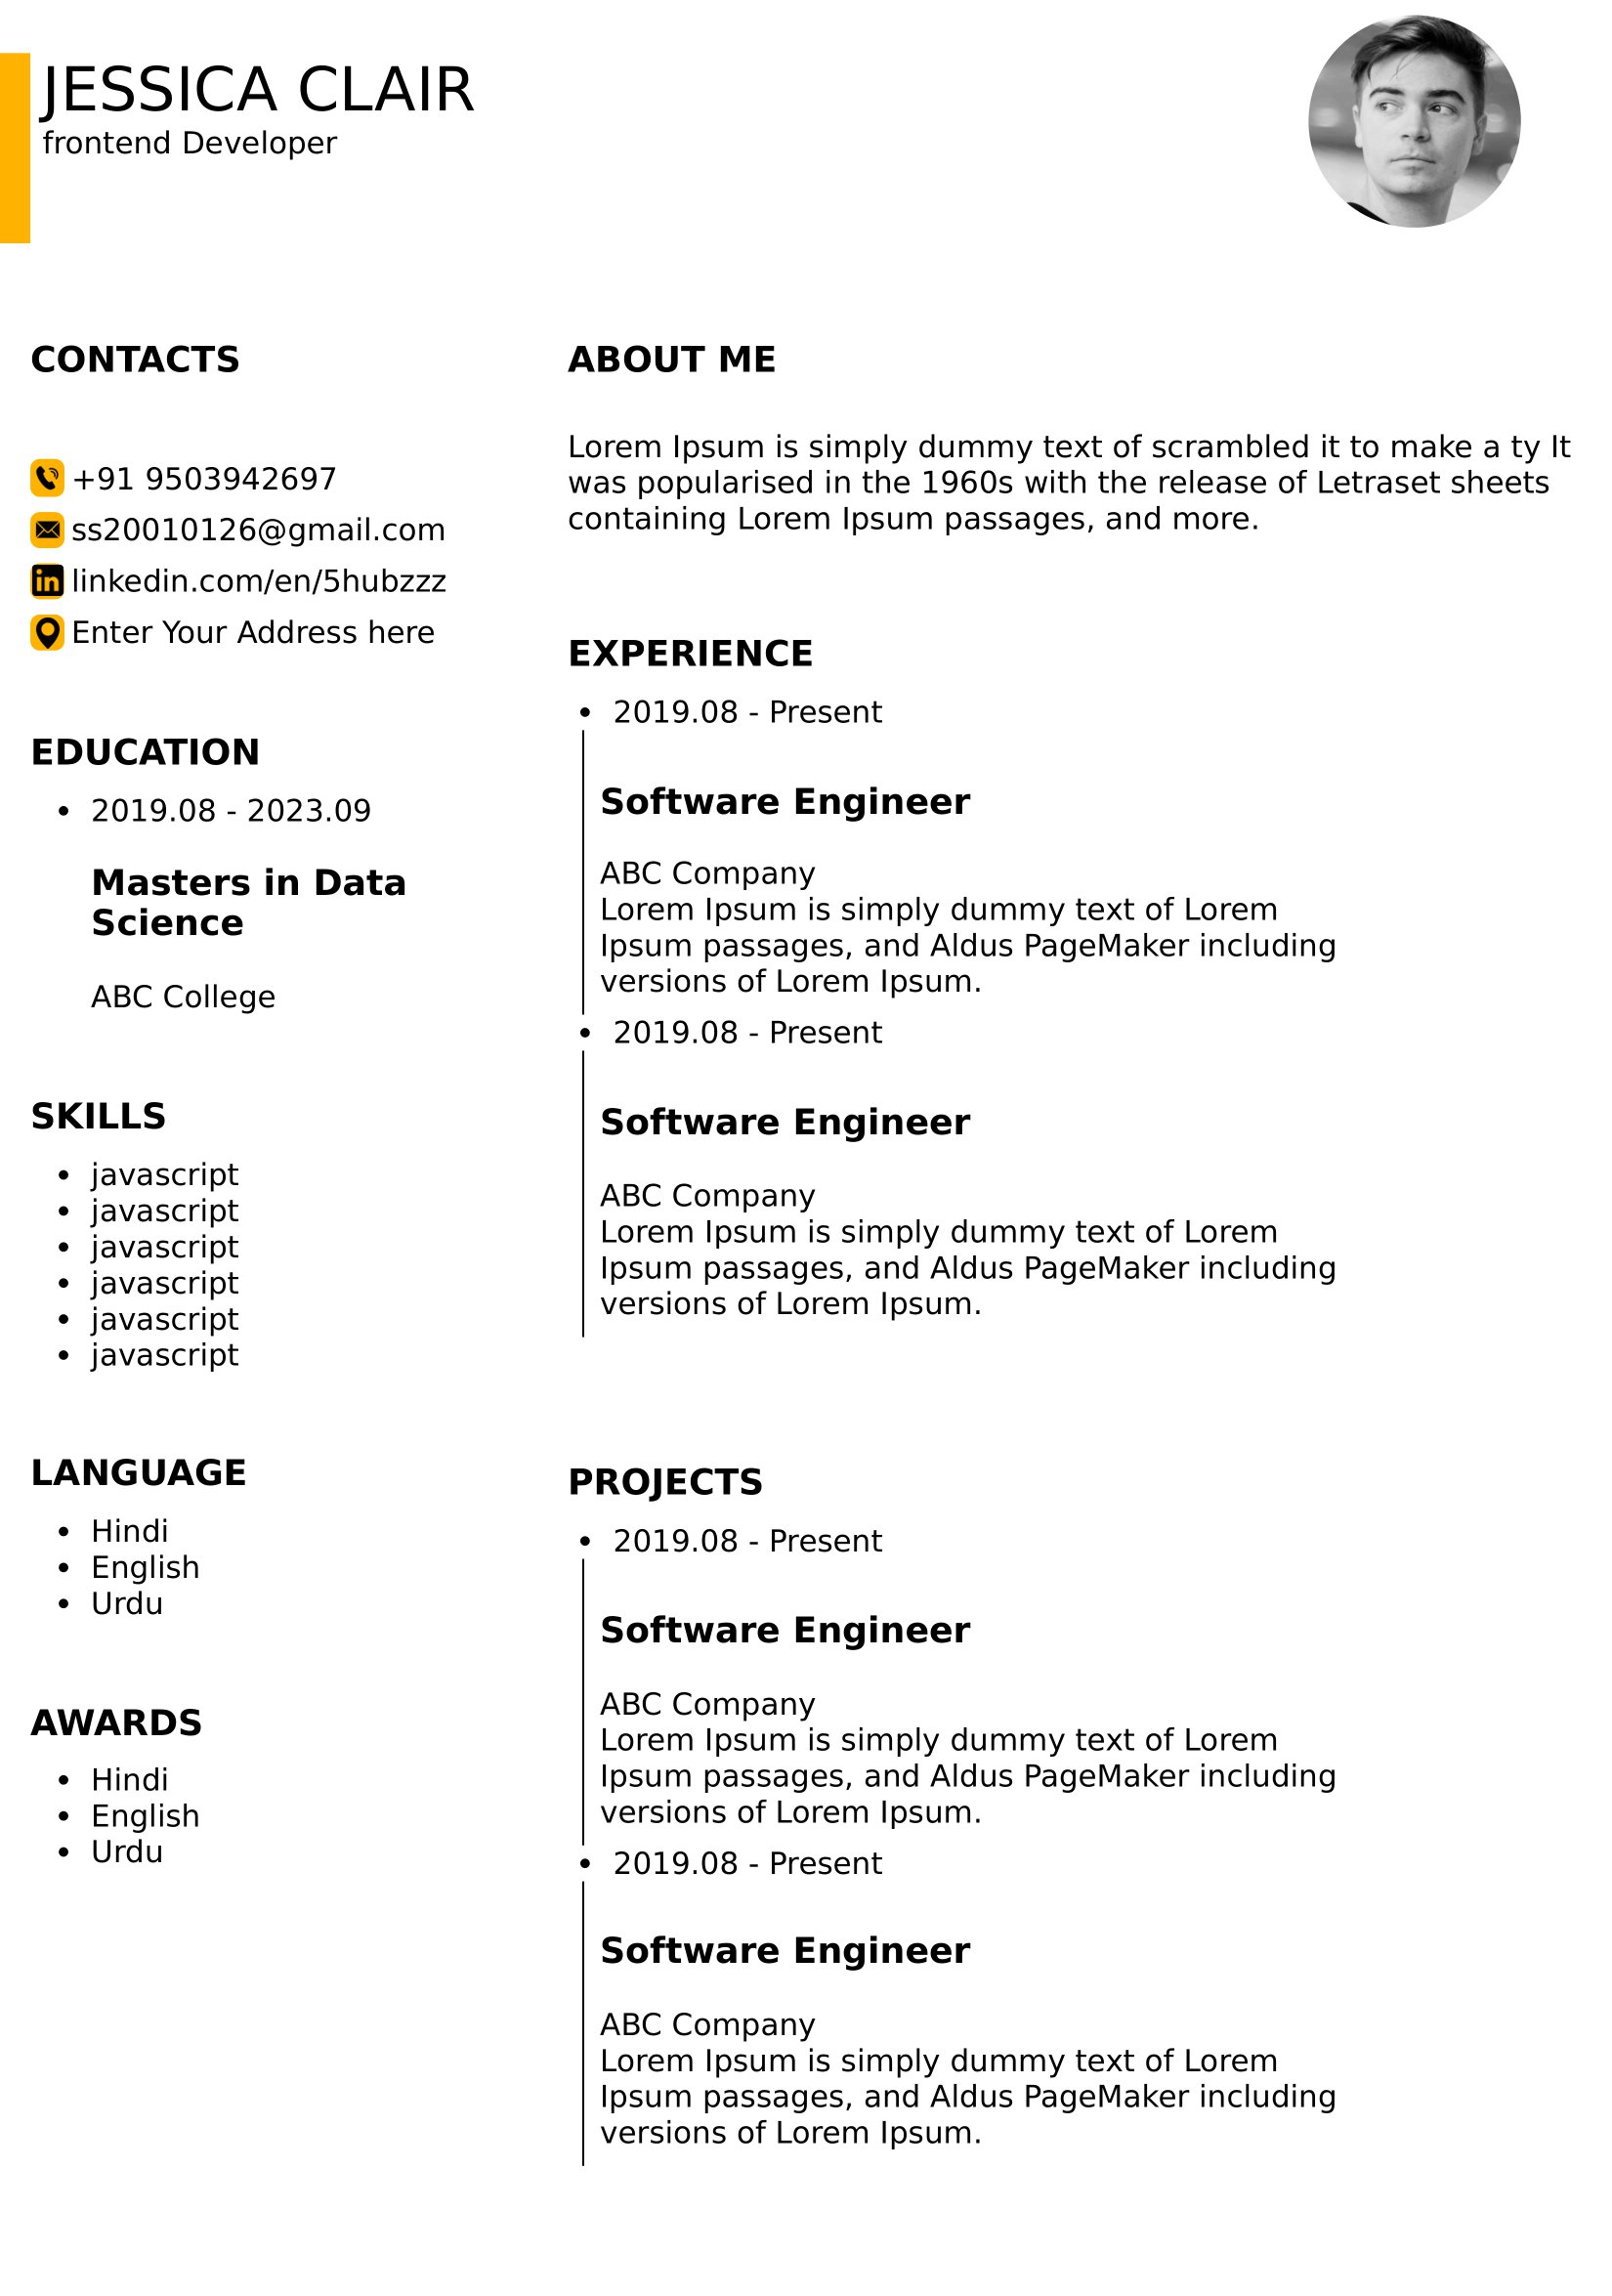 JESSICA CLAIR
frontend Developer
CONTACTS
+91 9503942697
ss20010126@gmail.com
linkedin.com/en/5hubzzz
Enter Your Address here
EDUCATION
• 2019.08 - 2023.09
Masters in Data
Science
ABC College
SKILLS
• javascript
• javascript
• javascript
• javascript
• javascript
• javascript
LANGUAGE
• Hindi
• English
• Urdu
AWARDS
• Hindi
• English
• Urdu
ABOUT ME
Lorem Ipsum is simply dummy text of scrambled it to make a ty It
was popularised in the 1960s with the release of Letraset sheets
containing Lorem Ipsum passages, and more.
EXPERIENCE
• 2019.08 - Present
Software Engineer
ABC Company
Lorem Ipsum is simply dummy text of Lorem
Ipsum passages, and Aldus PageMaker including
versions of Lorem Ipsum.
• 2019.08 - Present
Software Engineer
ABC Company
Lorem Ipsum is simply dummy text of Lorem
Ipsum passages, and Aldus PageMaker including
versions of Lorem Ipsum.
PROJECTS
• 2019.08 - Present
Software Engineer
ABC Company
Lorem Ipsum is simply dummy text of Lorem
Ipsum passages, and Aldus PageMaker including
versions of Lorem Ipsum.
• 2019.08 - Present
Software Engineer
ABC Company
Lorem Ipsum is simply dummy text of Lorem
Ipsum passages, and Aldus PageMaker including
versions of Lorem Ipsum.